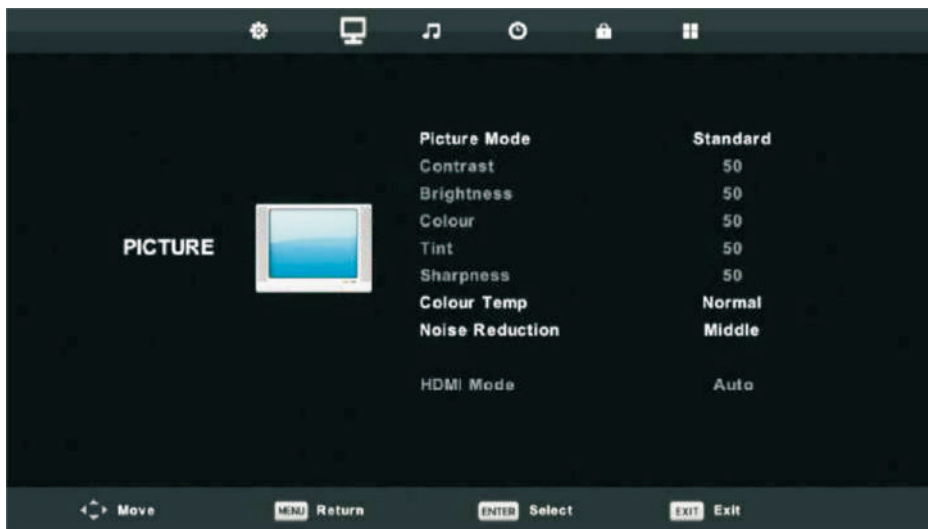 Picture Mode Standard
Contrast 50
Brightness 50
Colour 50
PICTURE
Tint 50
Sharpness 50
Colour Temp Normal
Noise Reduction Middle
HDMI Mode Auto
Move MENU Return ENTER Select EXIT Exit